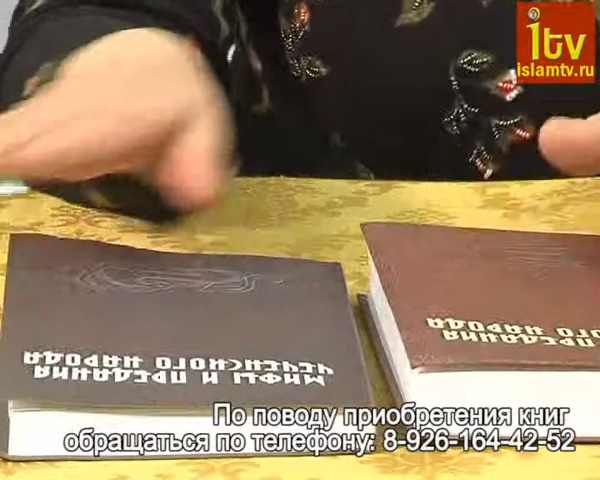 itv
islamtv.ru
МИФЫ И ПРЕДАНИЯ
ЧЕЧЕНСКОГО НАРОДА
ПРЕДАНИЯ
ОГО НАРОДА
По поводу приобретения книг
обращаться по телефону: 8-926-164-42-52